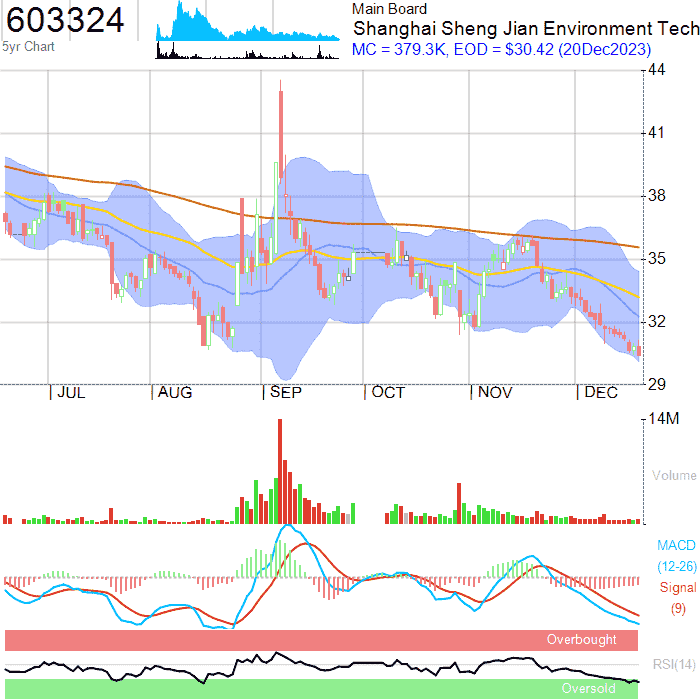 603324
5yr Chart
Main Board
Shanghai Sheng Jian Environment Tech
MC = 379.3K, EOD = $30.42 (20Dec2023)
44
41
38
35
32
29
JUL
AUG
SEP
OCT
NOV
DEC
14M
Volume
MACD
(12-26)
Signal
(9)
Overbought
RSI(14)
Oversold